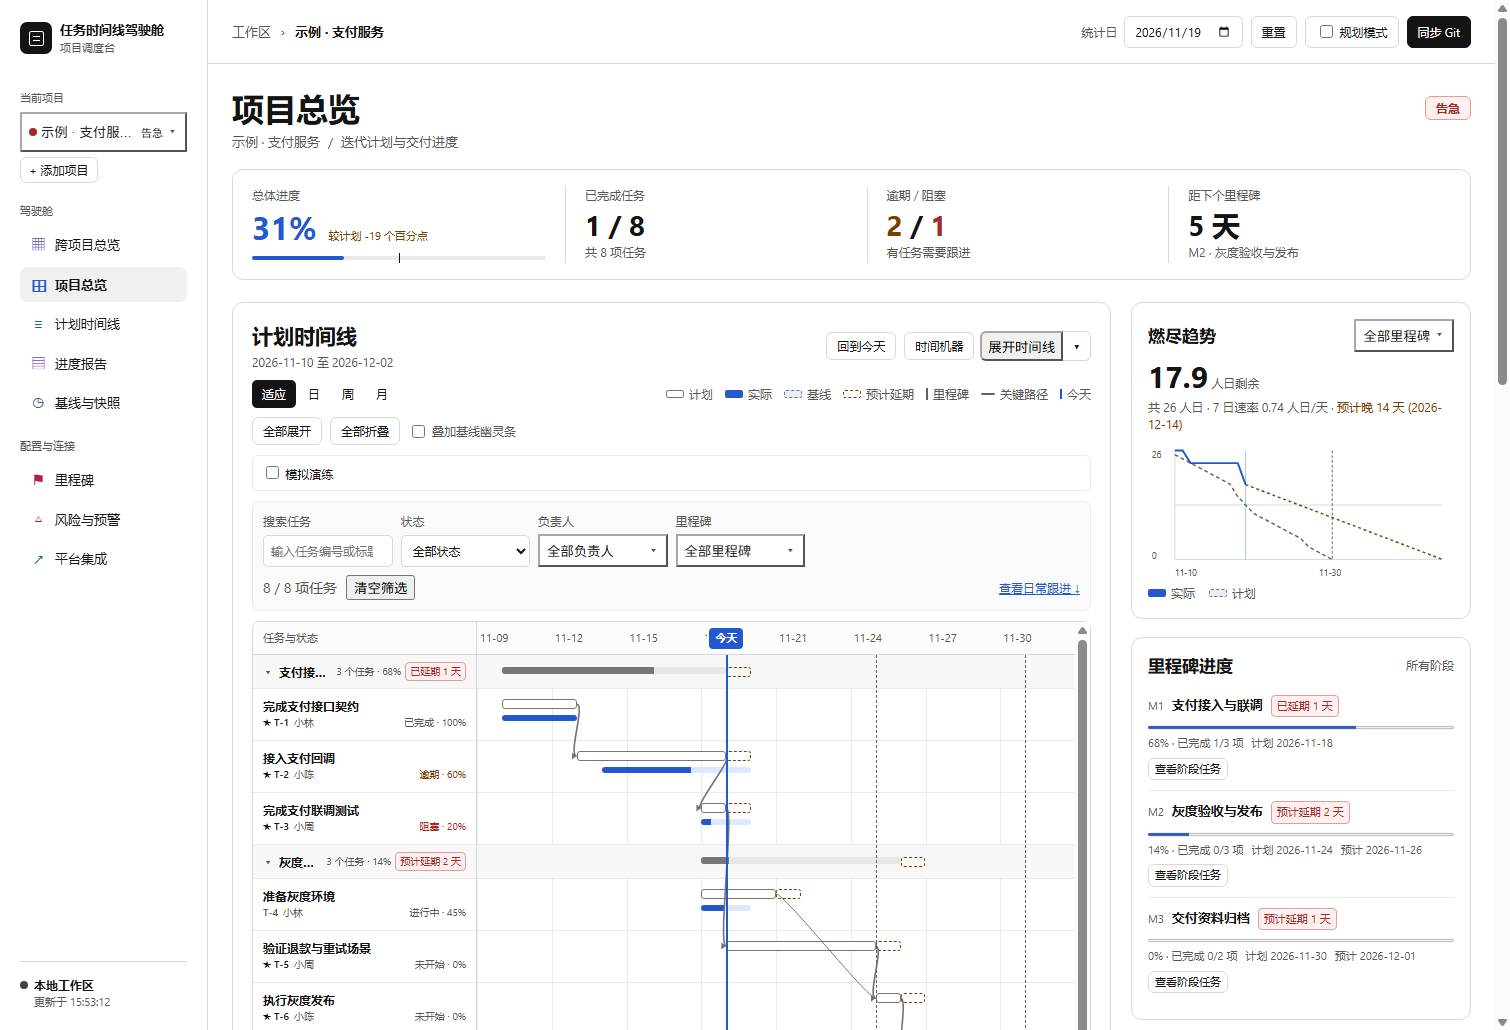 任务时间线驾驶舱
项目调度台
当前项目
示例 · 支付服... 告急
+ 添加项目
驾驶舱
跨项目总览
项目总览
计划时间线
进度报告
基线与快照
配置与连接
里程碑
风险与预警
平台集成
本地工作区
更新于 15:53:12
工作区 › 示例 · 支付服务
统计日 2026/11/19 重置 规划模式 同步 Git
项目总览
告急
示例 · 支付服务 / 迭代计划与交付进度
总体进度
31% 较计划 -19 个百分点
已完成任务
1 / 8
共 8 项任务
逾期 / 阻塞
2 / 1
有任务需要跟进
距下个里程碑
5 天
M2 · 灰度验收与发布
计划时间线
2026-11-10 至 2026-12-02
回到今天 时间机器 展开时间线
适应 日 周 月
计划 实际 基线 预计延期 里程碑 关键路径 今天
全部展开 全部折叠 叠加基线幽灵条
模拟演练
搜索任务 状态 负责人 里程碑
输入任务编号或标题 全部状态 全部负责人 全部里程碑
8 / 8 项任务 清空筛选 查看日常跟进 ↓
任务与状态 11-09 11-12 11-15 今天 11-21 11-24 11-27 11-30
支付接... 3 个任务 · 68% 已延期 1 天
完成支付接口契约
★ T-1 小林 已完成 · 100%
接入支付回调
★ T-2 小陈 逾期 · 60%
完成支付联调测试
★ T-3 小周 阻塞 · 20%
灰度... 3 个任务 · 14% 预计延期 2 天
准备灰度环境
T-4 小林 进行中 · 45%
验证退款与重试场景
★ T-5 小周 未开始 · 0%
执行灰度发布
★ T-6 小陈 未开始 · 0%
燃尽趋势 全部里程碑
17.9 人日剩余
共 26 人日 · 7 日速率 0.74 人日/天 · 预计晚 14 天 (2026-
12-14)
26
0
11-10 11-30
实际 计划
里程碑进度 所有阶段
M1 支付接入与联调 已延期 1 天
68% · 已完成 1/3 项 计划 2026-11-18
查看阶段任务
M2 灰度验收与发布 预计延期 2 天
14% · 已完成 0/3 项 计划 2026-11-24 预计 2026-11-26
查看阶段任务
M3 交付资料归档 预计延期 1 天
0% · 已完成 0/2 项 计划 2026-11-30 预计 2026-12-01
查看阶段任务